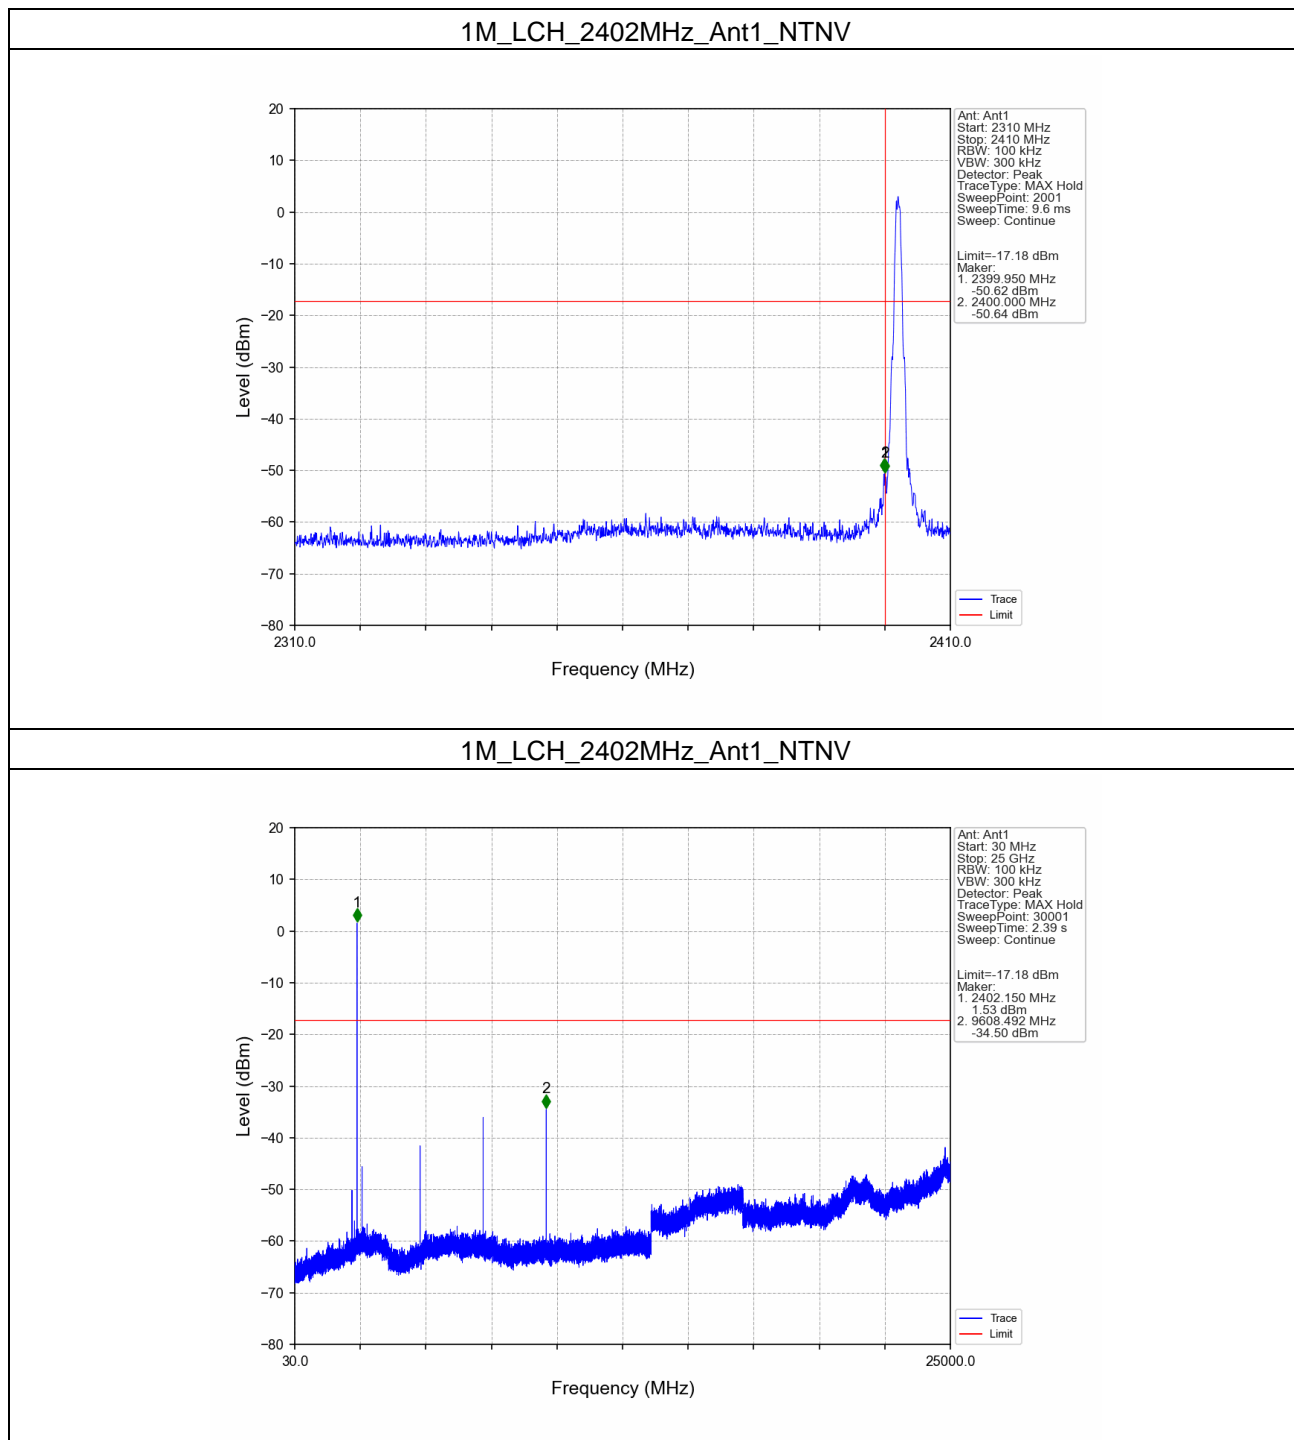 1M_LCH_2402MHz_Ant1_NTNV
20
10
0
−10
−20
−30
−40
−50
−60
−70
−80
Level (dBm)
2
2310.0
2410.0
Frequency (MHz)
Ant: Ant1
Start: 2310 MHz
Stop: 2410 MHz
RBW: 100 kHz
VBW: 300 kHz
Detector: Peak
TraceType: MAX Hold
SweepPoint: 2001
SweepTime: 9.6 ms
Sweep: Continue
Limit=-17.18 dBm
Maker:
1. 2399.950 MHz
-50.62 dBm
2. 2400.000 MHz
-50.64 dBm
Trace
Limit
1M_LCH_2402MHz_Ant1_NTNV
20
10
0
−10
−20
−30
−40
−50
−60
−70
−80
Level (dBm)
1
2
30.0
25000.0
Frequency (MHz)
Ant: Ant1
Start: 30 MHz
Stop: 25 GHz
RBW: 100 kHz
VBW: 300 kHz
Detector: Peak
TraceType: MAX Hold
SweepPoint: 30001
SweepTime: 2.39 s
Sweep: Continue
Limit=-17.18 dBm
Maker:
1. 2402.150 MHz
1.53 dBm
2. 9608.492 MHz
-34.50 dBm
Trace
Limit